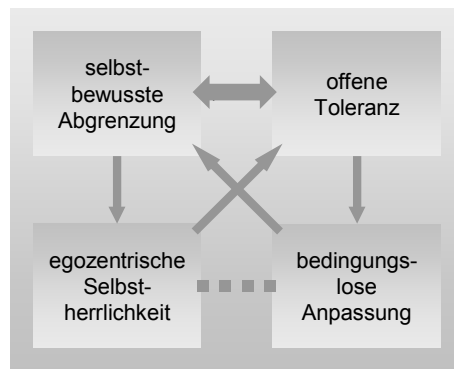 selbst-
bewusste
Abgrenzung
offene
Toleranz
egozentrische
Selbst-
herrlichkeit
bedingungs-
lose
Anpassung